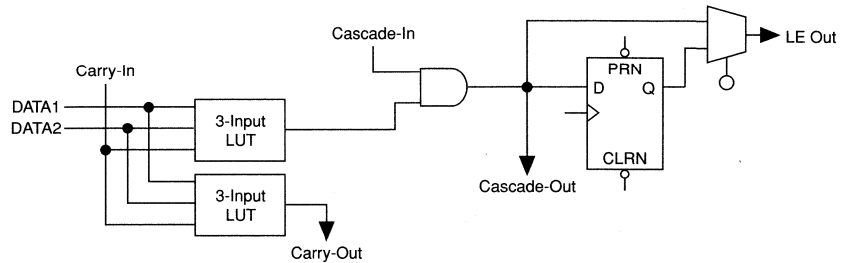 Cascade-In
LE Out
Carry-In
PRN
D
Q
DATA1
DATA2
3-Input
LUT
CLRN
3-Input
LUT
Cascade-Out
Carry-Out